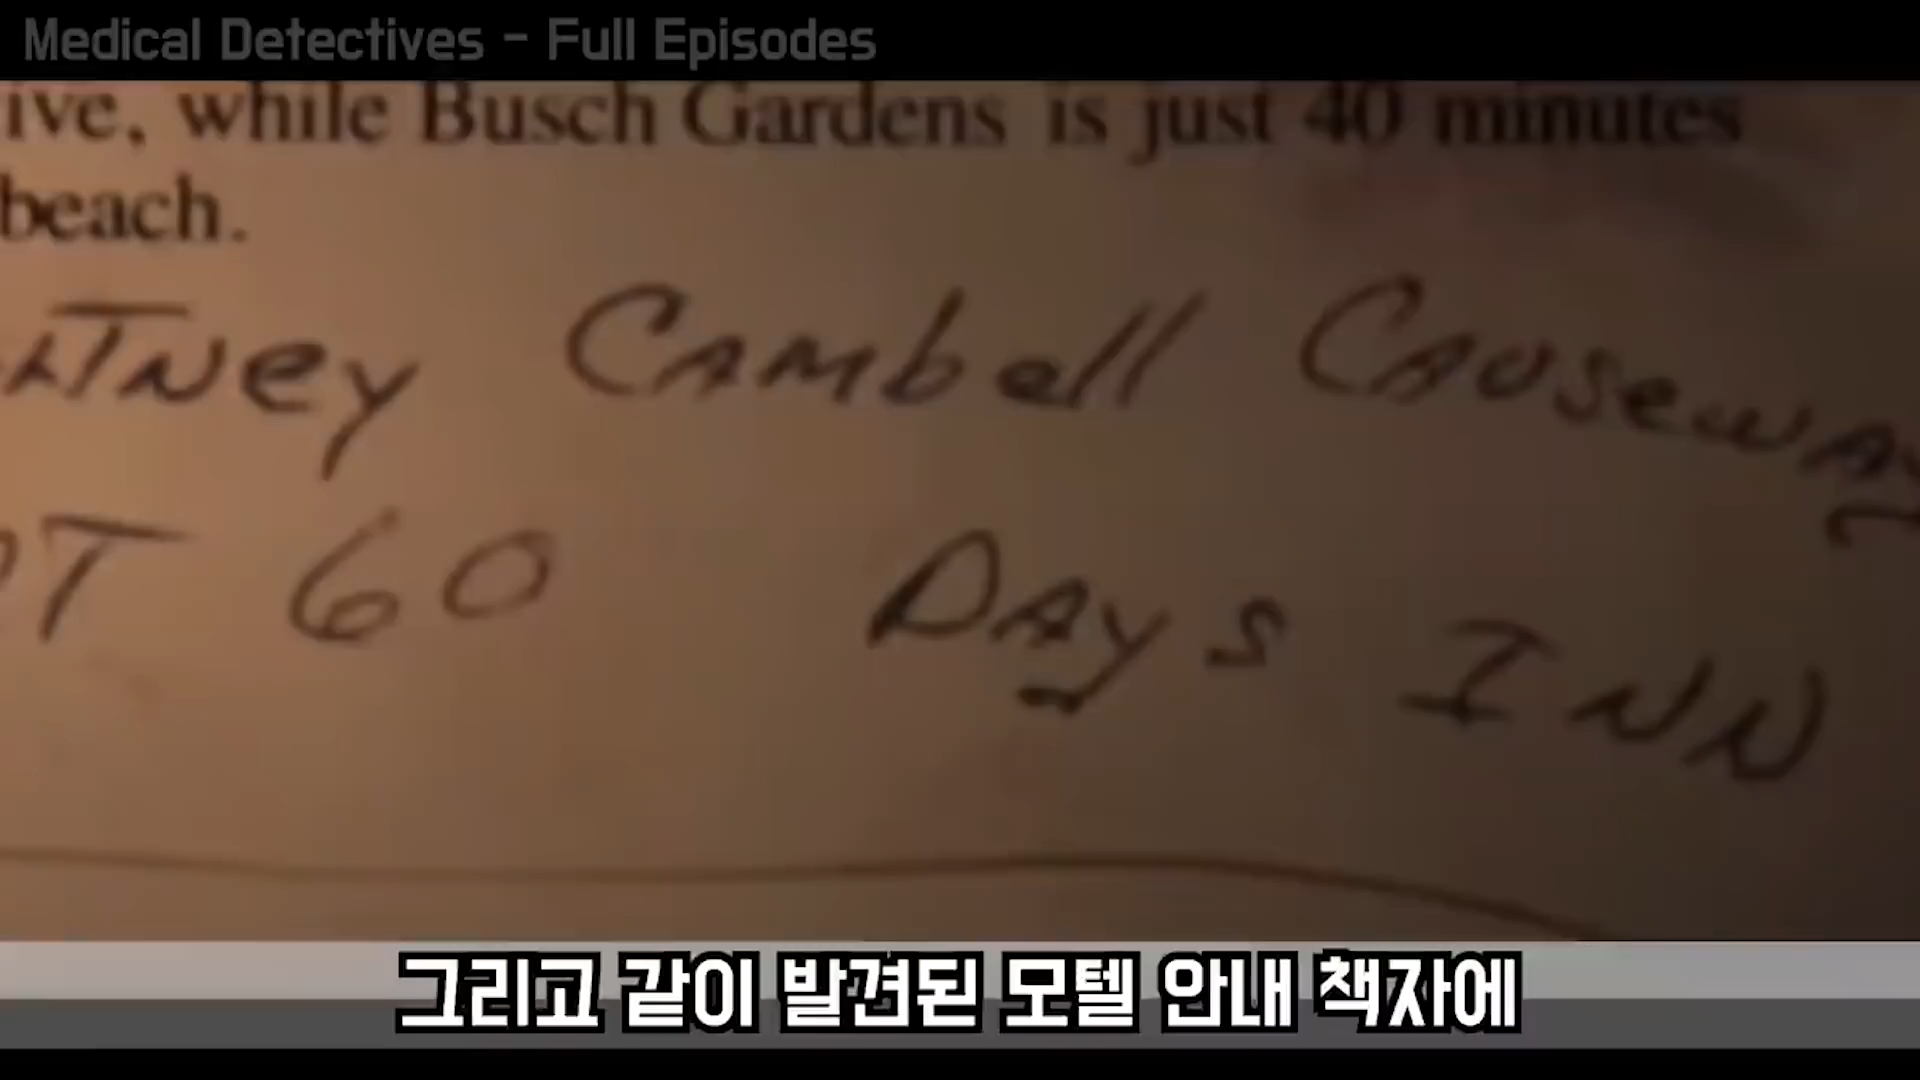 Medical Detectives - Full Episodes
ive, while Busch Gardens is just 40 minutes
beach.
Cambell Causeway
60 Days Inn
그리고 같이 발견된 모텔 안내 책자에